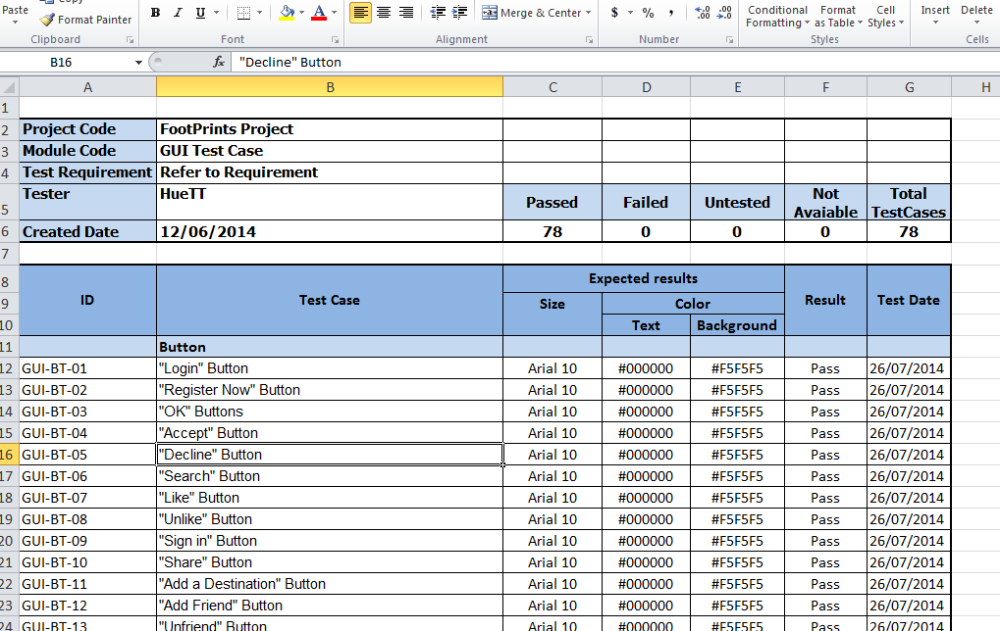 Paste Copy
Format Painter
B I U A $ % ,
Merge & Center
Conditional Formatting
Format as Table
Cell Styles
Insert Delete
Clipboard Font Alignment Number Styles Cells
B16 fx "Decline" Button
A B C D E F G H
1
2 Project Code FootPrints Project
3 Module Code GUI Test Case
4 Test Requirement Refer to Requirement
5 Tester HueTT Passed Failed Untested Not Avaiable Total TestCases
6 Created Date 12/06/2014 78 0 0 0 78
7
8 ID Test Case Expected results Result Test Date
9 Size Color
10 Text Background
11 Button
12 GUI-BT-01 "Login" Button Arial 10 #000000 #F5F5F5 Pass 26/07/2014
13 GUI-BT-02 "Register Now" Button Arial 10 #000000 #F5F5F5 Pass 26/07/2014
14 GUI-BT-03 "OK" Buttons Arial 10 #000000 #F5F5F5 Pass 26/07/2014
15 GUI-BT-04 "Accept" Button Arial 10 #000000 #F5F5F5 Pass 26/07/2014
16 GUI-BT-05 "Decline" Button Arial 10 #000000 #F5F5F5 Pass 26/07/2014
17 GUI-BT-06 "Search" Button Arial 10 #000000 #F5F5F5 Pass 26/07/2014
18 GUI-BT-07 "Like" Button Arial 10 #000000 #F5F5F5 Pass 26/07/2014
19 GUI-BT-08 "Unlike" Button Arial 10 #000000 #F5F5F5 Pass 26/07/2014
20 GUI-BT-09 "Sign in" Button Arial 10 #000000 #F5F5F5 Pass 26/07/2014
21 GUI-BT-10 "Share" Button Arial 10 #000000 #F5F5F5 Pass 26/07/2014
22 GUI-BT-11 "Add a Destination" Button Arial 10 #000000 #F5F5F5 Pass 26/07/2014
23 GUI-BT-12 "Add Friend" Button Arial 10 #000000 #F5F5F5 Pass 26/07/2014
24 GUI-BT-13 "Unfriend" Button Arial 10 #000000 #F5F5F5 Pass 26/07/2014